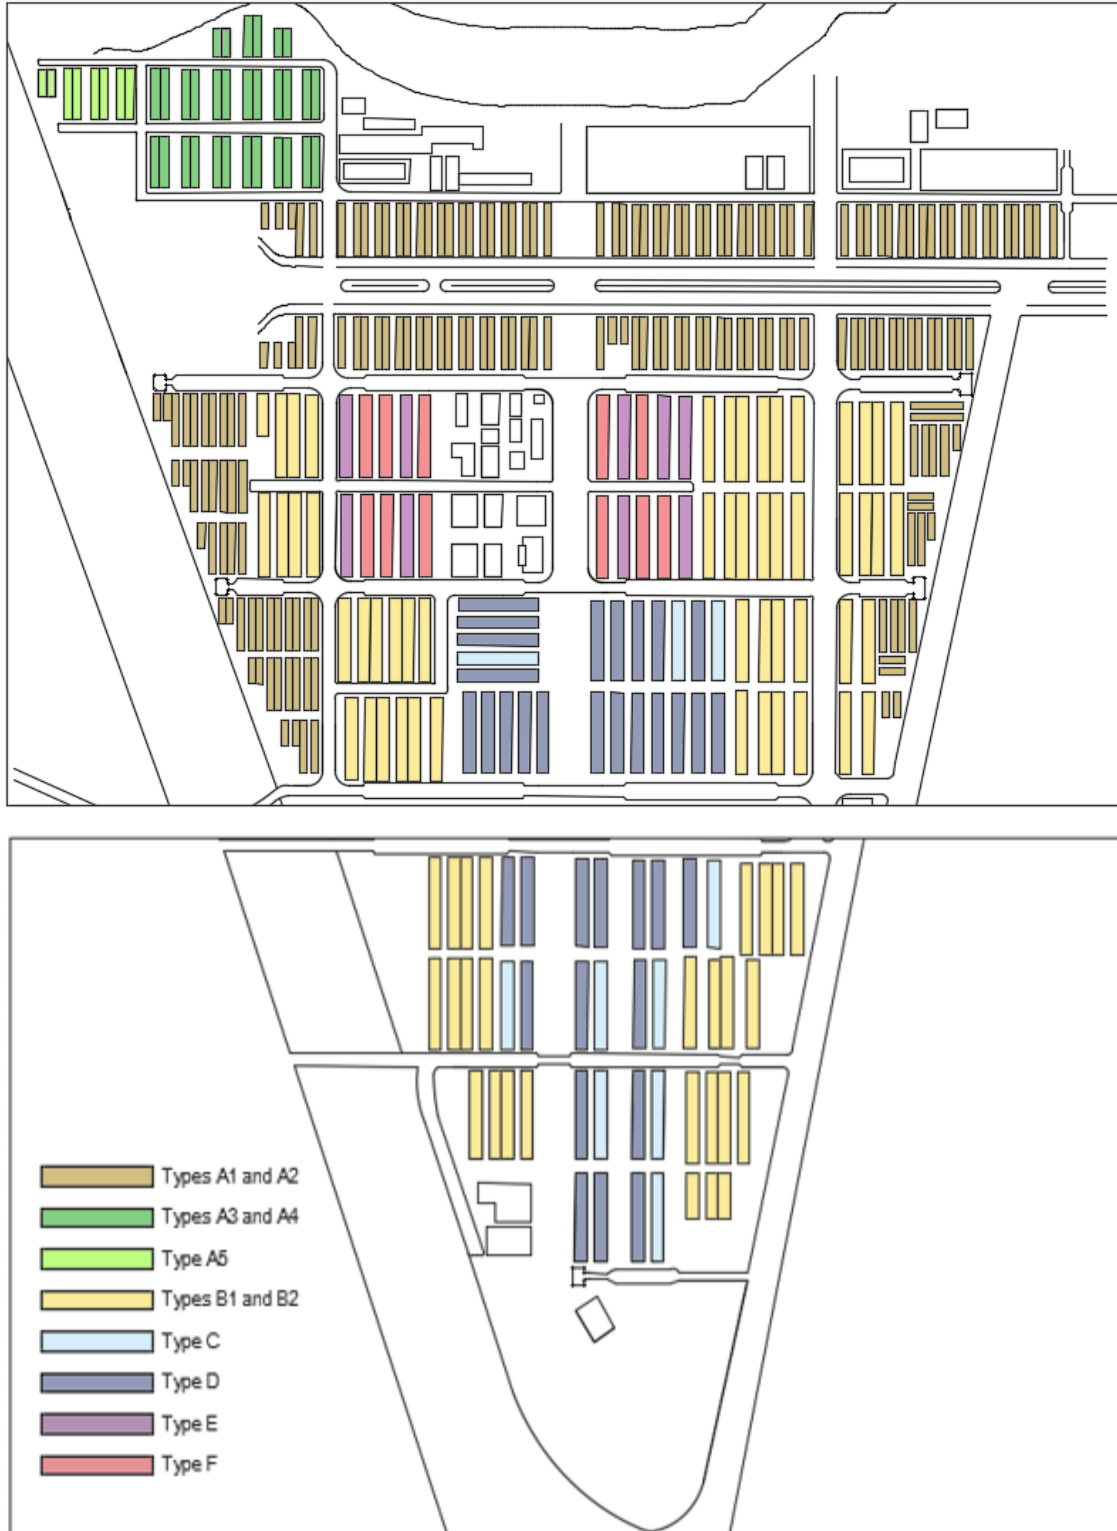 Types A1 and A2
Types A3 and A4
Type A5
Types B1 and B2
Type C
Type D
Type E
Type F